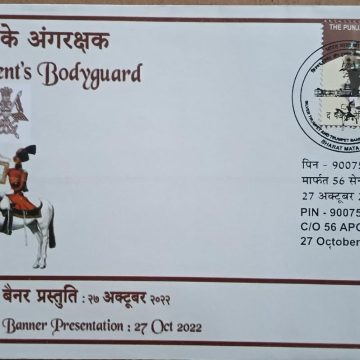 के अंगरक्षक
ent's Bodyguard
THE PUNJ
BHARAT MATA
पिन - 9007
मार्फत 56 सेन
27 अक्टूबर 2
PIN - 90075
C/O 56 APO
27 October
बैनर प्रस्तुति : २७ अक्टूबर २०२२
Banner Presentation : 27 Oct 2022